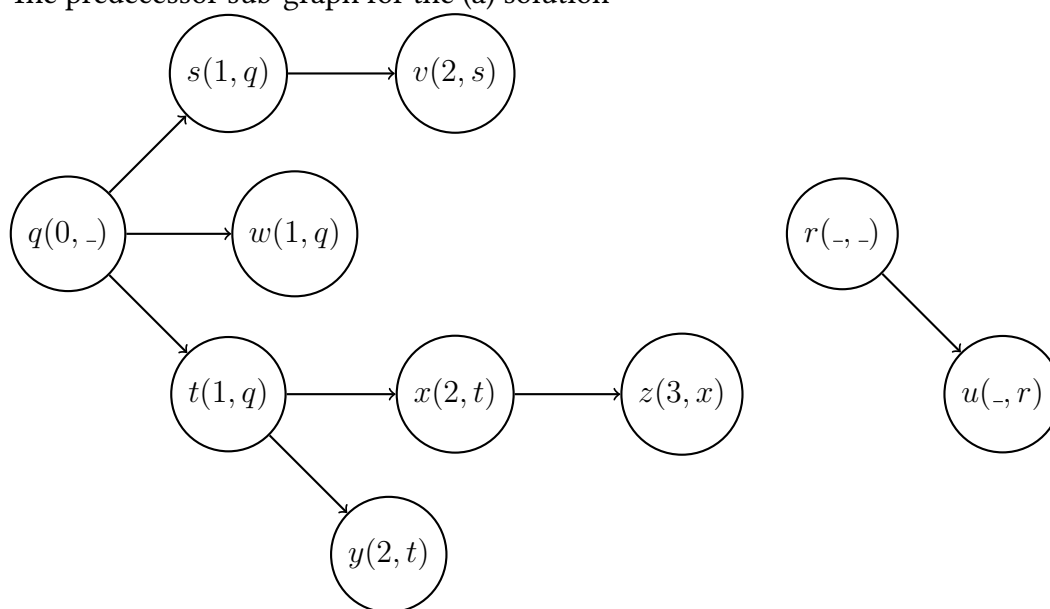 The predecessor sub-graph for the (a) solution
s(1, q)
v(2, s)
q(0, _)
w(1, q)
r(_, _)
t(1, q)
x(2, t)
z(3, x)
u(_, r)
y(2, t)